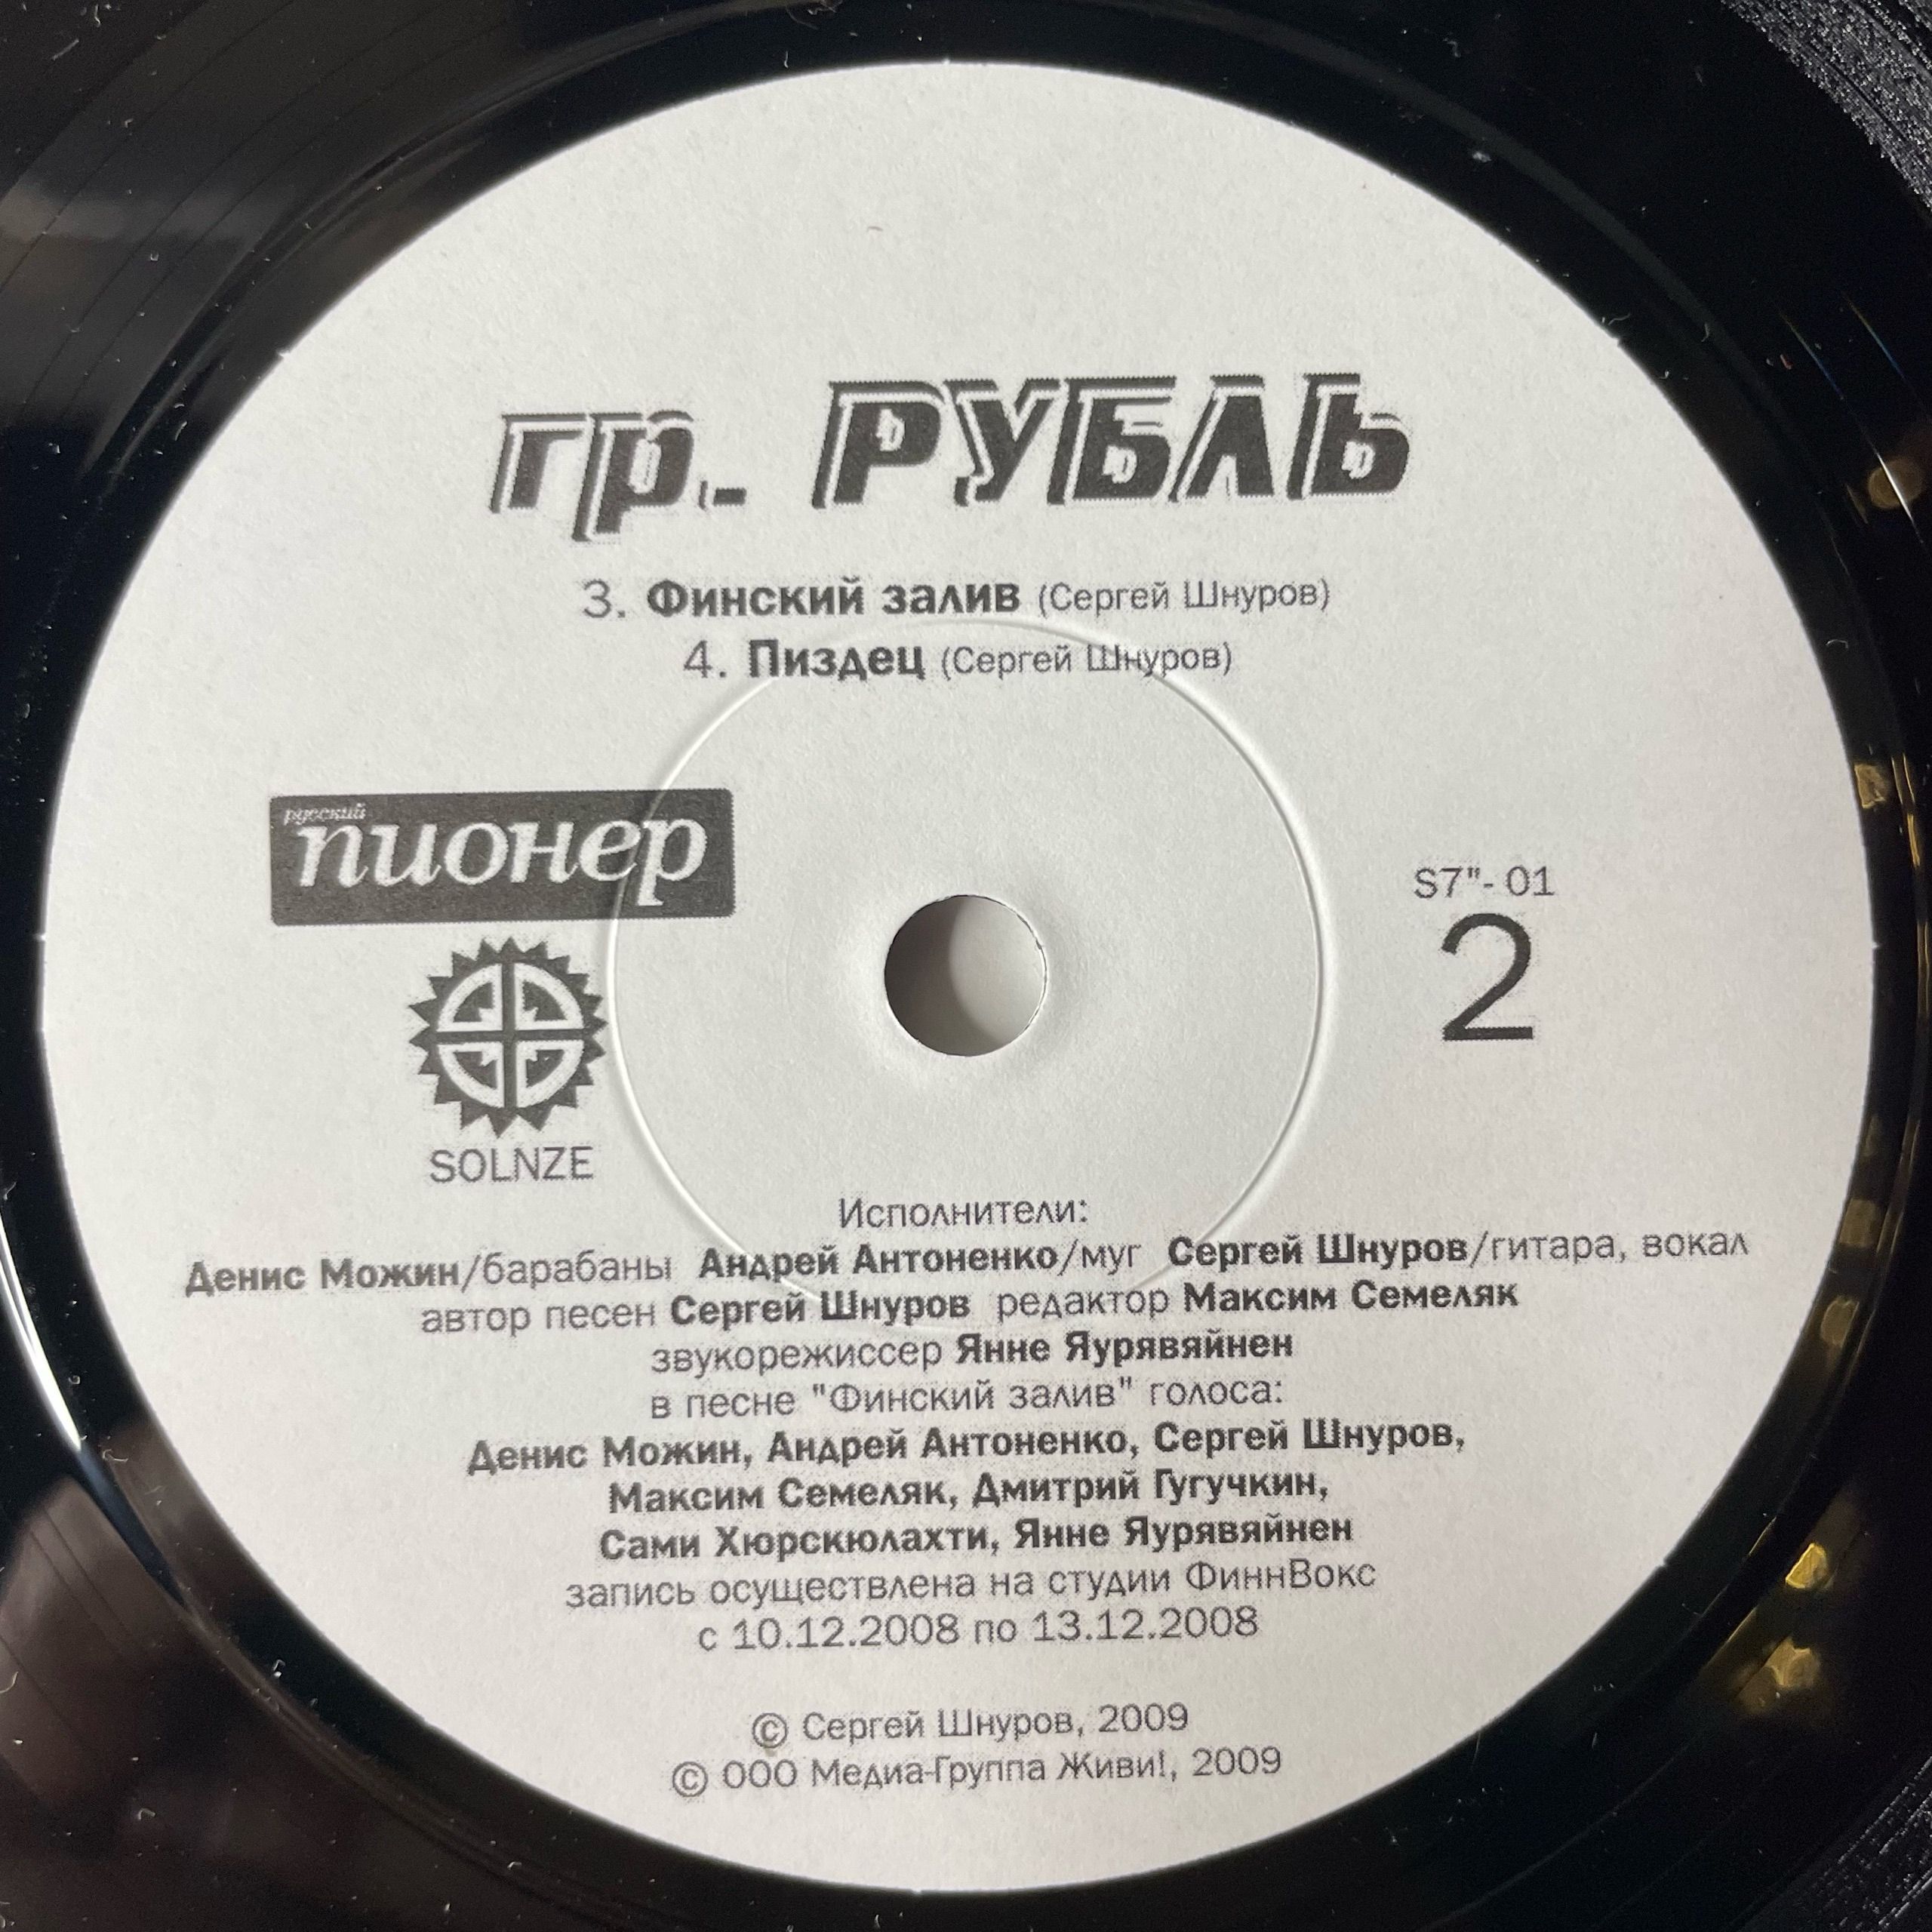 гр. РУБЛЬ
3. Финский залив (Сергей Шнуров)
4. Пиздец (Сергей Шнуров)
русский
пионер
S7"- 01
2
SOLNZE
Исполнители:
Денис Можин/барабаны Андрей Антоненко/муг Сергей Шнуров/гитара, вокал
автор песен Сергей Шнуров редактор Максим Семеляк
звукорежиссер Янне Яурявяйнен
в песне "Финский залив" голоса:
Денис Можин, Андрей Антоненко, Сергей Шнуров,
Максим Семеляк, Дмитрий Гугучкин,
Сами Хюрскюлахти, Янне Яурявяйнен
запись осуществлена на студии ФиннВокс
с 10.12.2008 по 13.12.2008
© Сергей Шнуров, 2009
© ООО Медиа-Группа Живи!, 2009